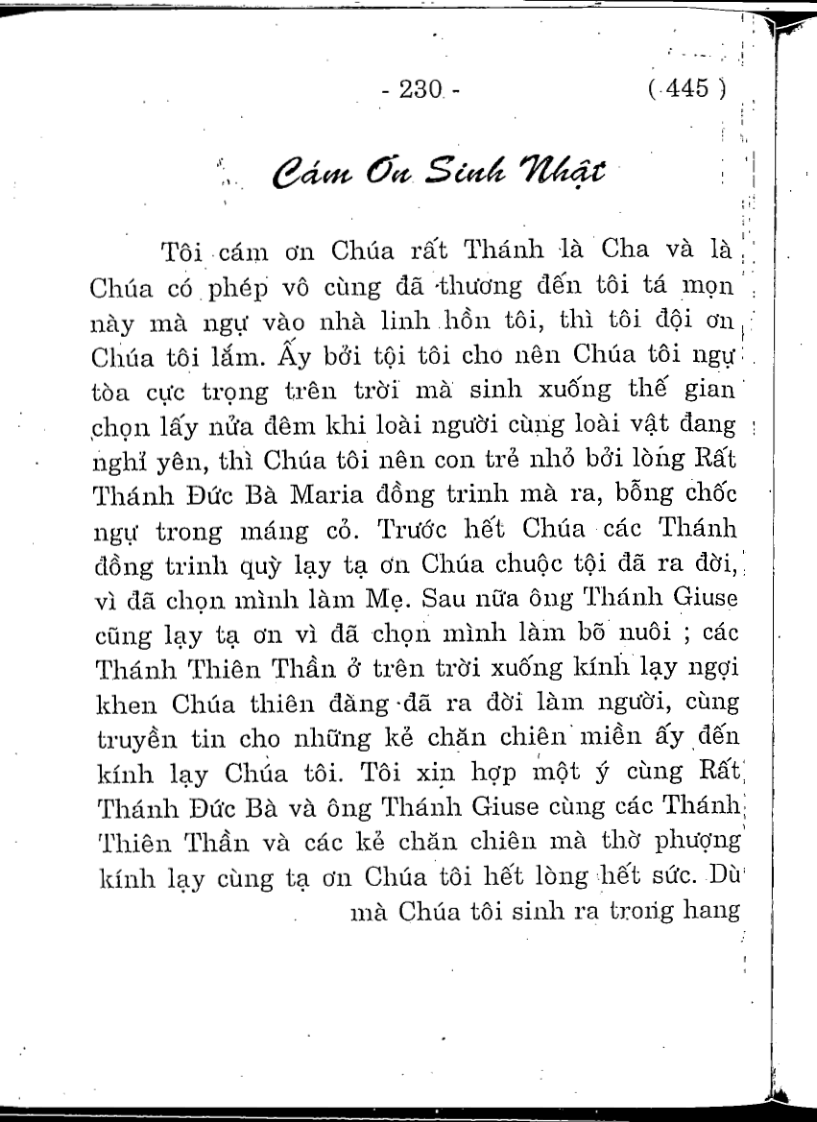 - 230 - ( 445 )
Cám Ơn Sinh Nhật
Tôi cám ơn Chúa rất Thánh là Cha và là
Chúa có phép vô cùng đã thương đến tôi tá mọn
này mà ngự vào nhà linh hồn tôi, thì tôi đội ơn
Chúa tôi lắm. Ấy bởi tội tôi cho nên Chúa tôi ngự
tòa cực trọng trên trời mà sinh xuống thế gian
chọn lấy nửa đêm khi loài người cùng loài vật đang
nghỉ yên, thì Chúa tôi nên con trẻ nhỏ bởi lòng Rất
Thánh Đức Bà Maria đồng trinh mà ra, bỗng chốc
ngự trong máng cỏ. Trước hết Chúa các Thánh
đồng trinh quỳ lạy tạ ơn Chúa chuộc tội đã ra đời,
vì đã chọn mình làm Mẹ. Sau nữa ông Thánh Giuse
cũng lạy tạ ơn vì đã chọn mình làm bõ nuôi ; các
Thánh Thiên Thần ở trên trời xuống kính lạy ngợi
khen Chúa thiên đàng đã ra đời làm người, cùng
truyền tin cho những kẻ chăn chiên miền ấy đến
kính lạy Chúa tôi. Tôi xin hợp một ý cùng Rất
Thánh Đức Bà và ông Thánh Giuse cùng các Thánh
Thiên Thần và các kẻ chăn chiên mà thờ phượng
kính lạy cùng tạ ơn Chúa tôi hết lòng hết sức. Dù
mà Chúa tôi sinh ra trong hang